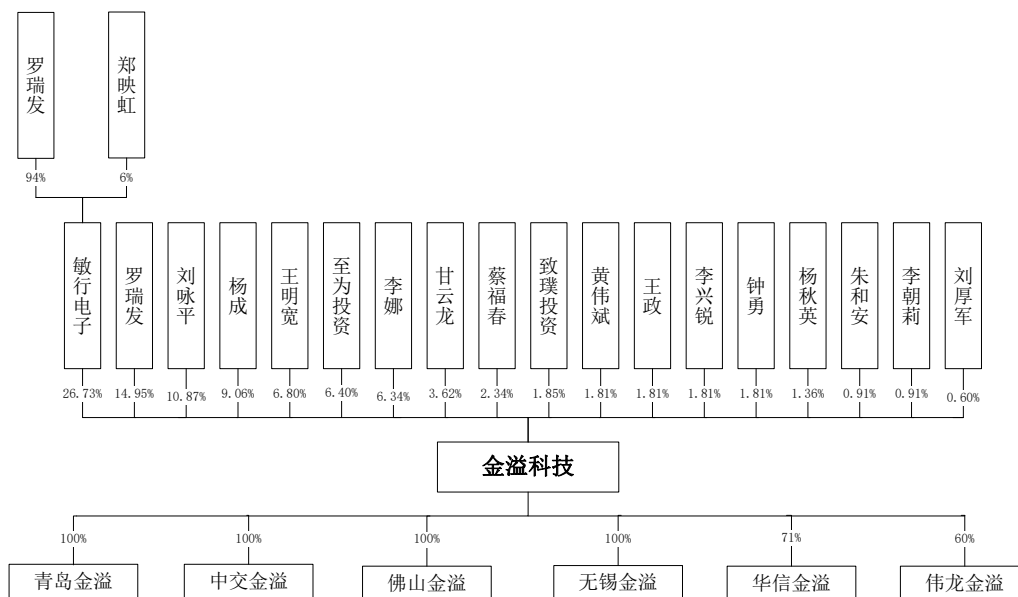 罗瑞发
郑映虹
94%
6%
敏行电子
罗瑞发
刘咏平
杨成
王明宽
至为投资
李娜
甘云龙
蔡福春
致璞投资
黄伟斌
王政
李兴锐
钟勇
杨秋英
朱和安
李朝莉
刘厚军
26.73%
14.95%
10.87%
9.06%
6.80%
6.40%
6.34%
3.62%
2.34%
1.85%
1.81%
1.81%
1.81%
1.81%
1.36%
0.91%
0.91%
0.60%
金溢科技
100%
100%
100%
100%
71%
60%
青岛金溢
中交金溢
佛山金溢
无锡金溢
华信金溢
伟龙金溢